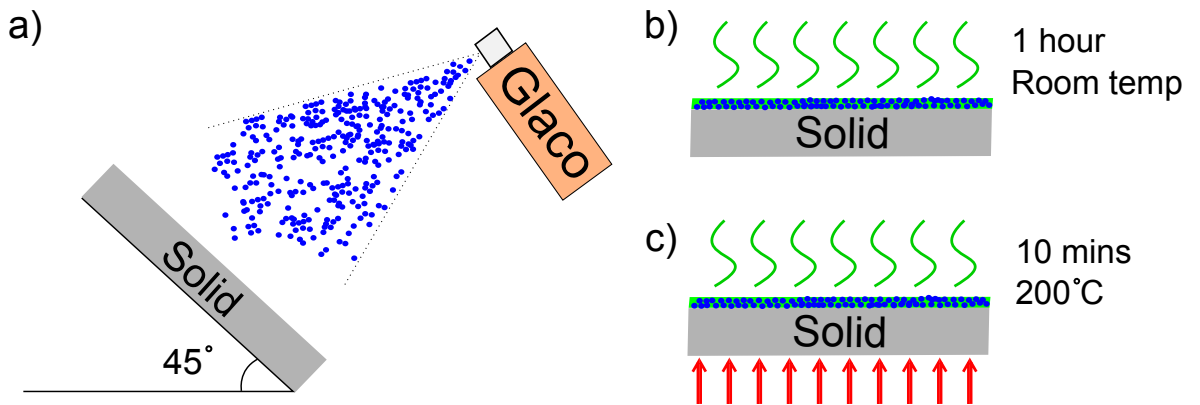 a)
Glaco
Solid
45°
b)
1 hour
Room temp
Solid
c)
10 mins
200°C
Solid